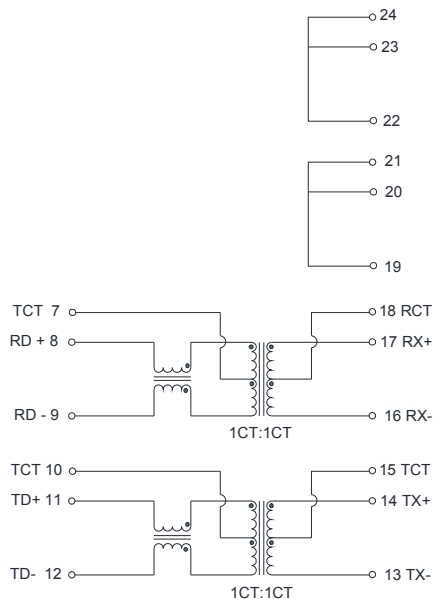 24
23
22
21
20
19
TCT 7
18 RCT
RD + 8
17 RX+
RD - 9
16 RX-
1CT:1CT
TCT 10
15 TCT
TD+ 11
14 TX+
TD- 12
13 TX-
1CT:1CT